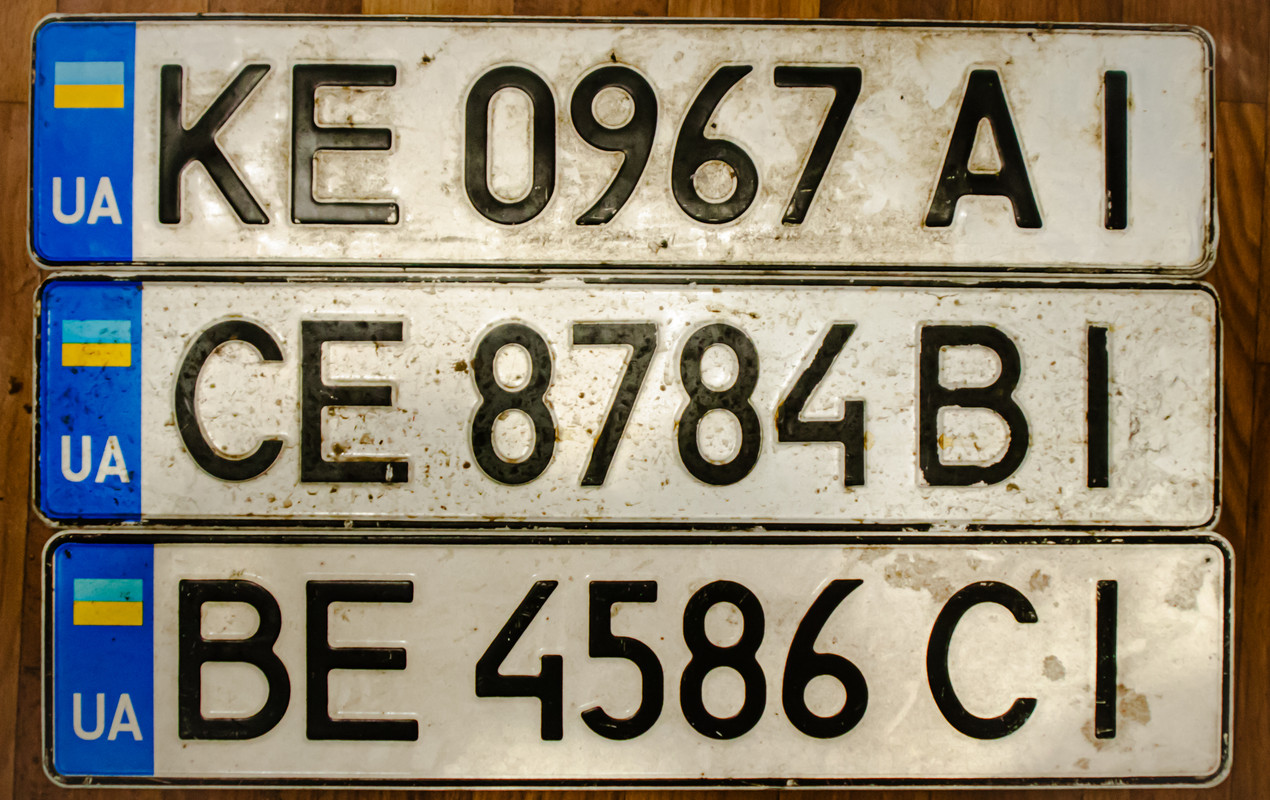 UA KE 0967 AI
UA CE 8784 BI
UA BE 4586 CI